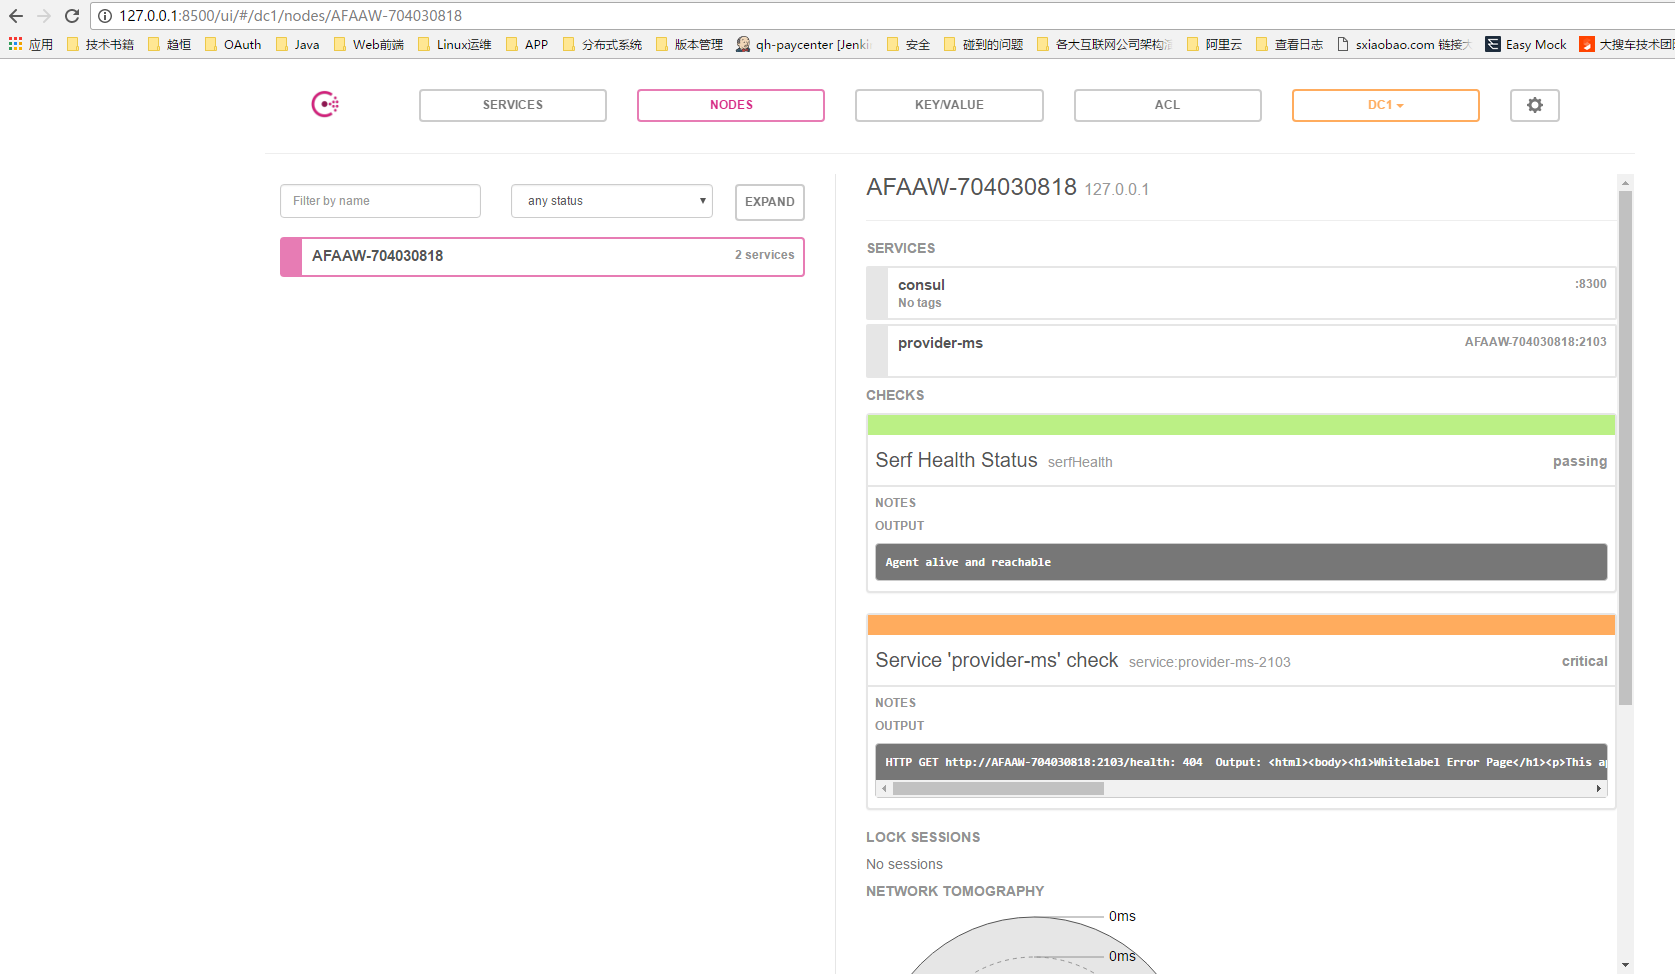 127.0.0.1:8500/ui/#/dc1/nodes/AFAAW-704030818
应用 技术书籍 趋恒 OAuth Java Web前端 Linux运维 APP 分布式系统 版本管理 qh-paycenter [Jenki 安全 碰到的问题 各大互联网公司架构 阿里云 查看日志 sxiaobao.com 链接 Easy Mock 大搜车技术团
SERVICES NODES KEY/VALUE ACL DC1
Filter by name any status EXPAND
AFAAW-704030818 2 services
AFAAW-704030818 127.0.0.1
SERVICES
consul :8300
No tags
provider-ms AFAAW-704030818:2103
CHECKS
Serf Health Status serfHealth passing
NOTES
OUTPUT
Agent alive and reachable
Service 'provider-ms' check service:provider-ms-2103 critical
NOTES
OUTPUT
HTTP GET http://AFAAW-704030818:2103/health: 404 Output: <html><body><h1>Whitelabel Error Page</h1><p>This a
LOCK SESSIONS
No sessions
NETWORK TOMOGRAPHY
0ms
0ms